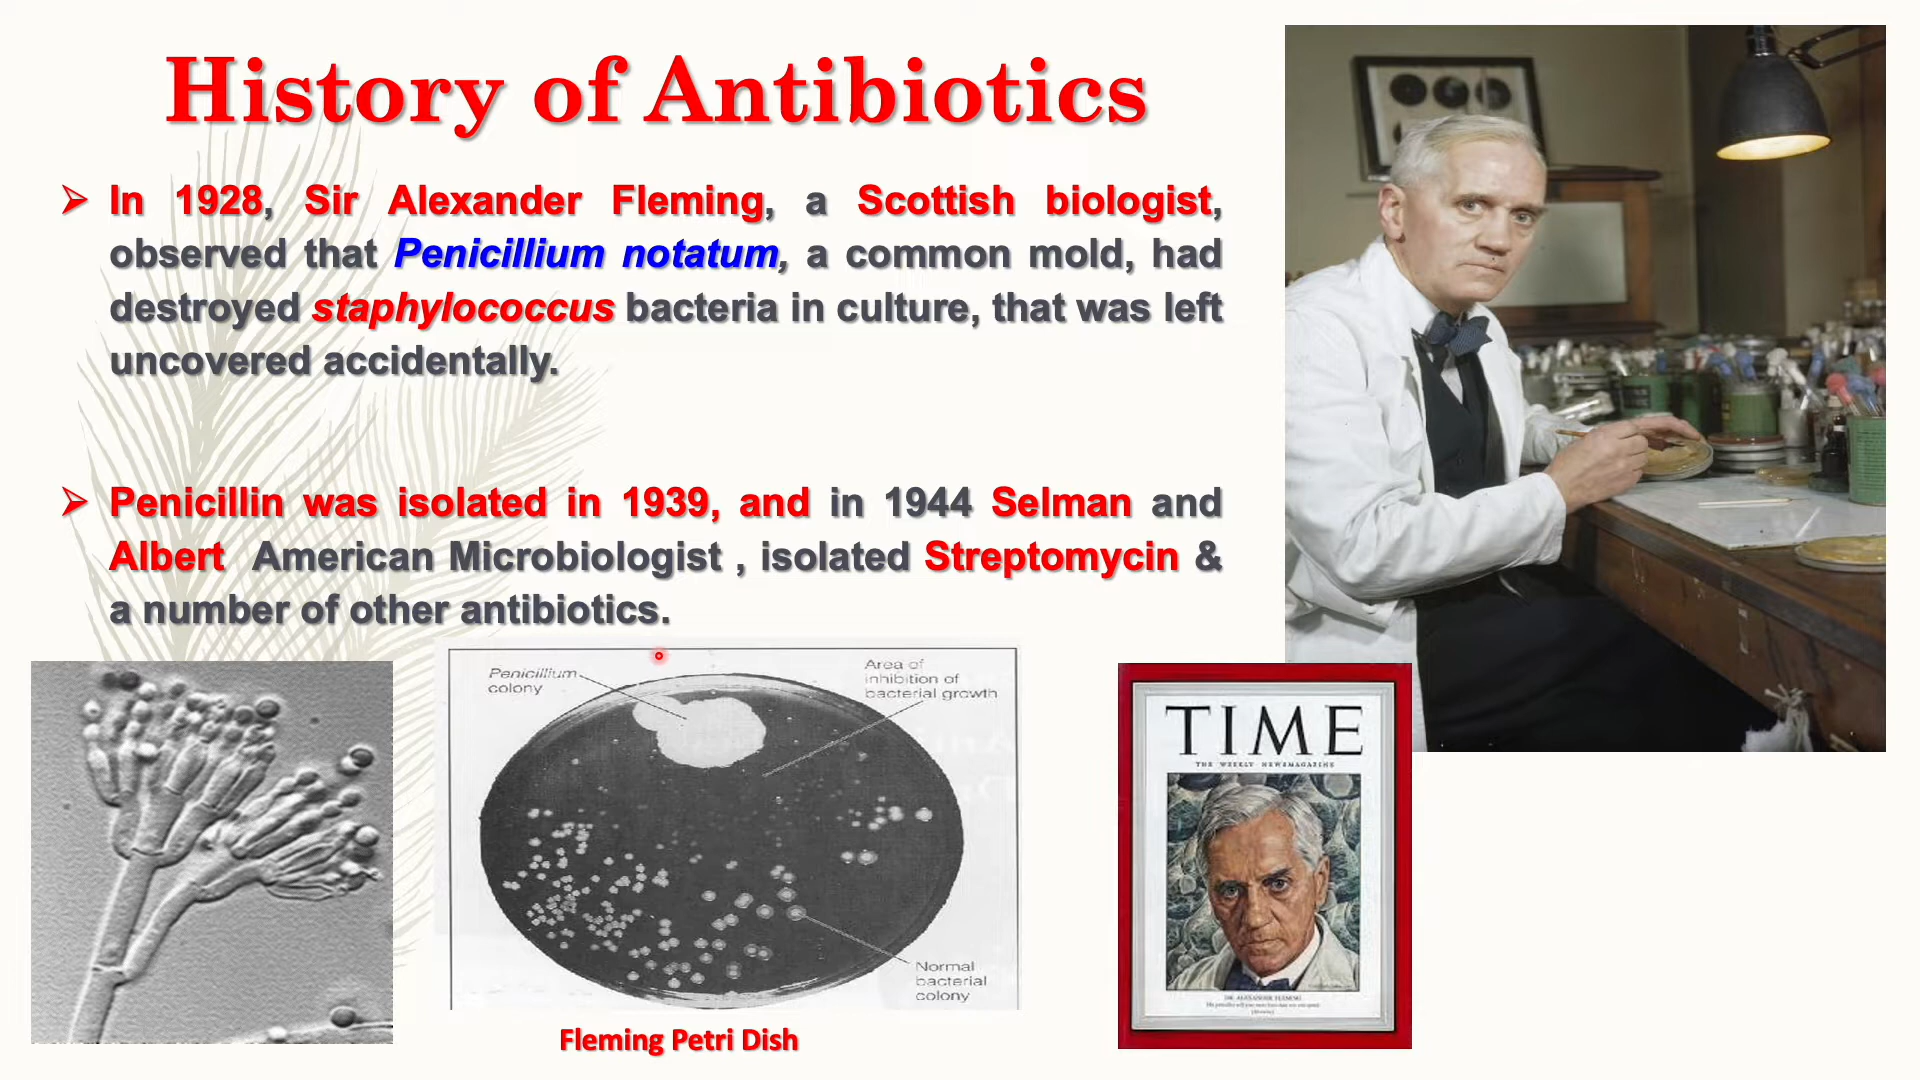 History of Antibiotics
➢ In 1928, Sir Alexander Fleming, a Scottish biologist,
observed that Penicillium notatum, a common mold, had
destroyed staphylococcus bacteria in culture, that was left
uncovered accidentally.
➢ Penicillin was isolated in 1939, and in 1944 Selman and
Albert American Microbiologist , isolated Streptomycin &
a number of other antibiotics.
Penicillium
colony
Area of
inhibition of
bacterial growth
Normal
bacterial
colony
Fleming Petri Dish
TIME
THE WEEKLY NEWSMAGAZINE
DR. ALEXANDER FLEMING